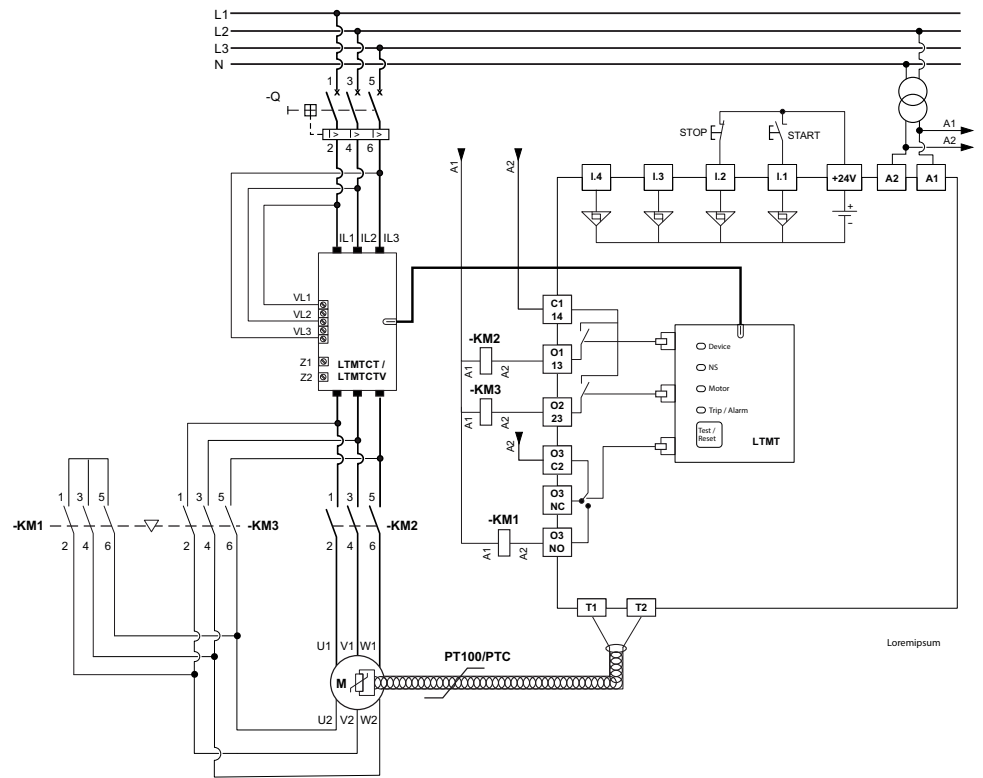 L1
L2
L3
N
1 3 5
-Q
I> I> I>
2 4 6
A1
A2
STOP
START
I.4 I.3 I.2 I.1 +24V A2 A1
+
−
A1 A2
IL1 IL2 IL3
VL1
VL2
VL3
Z1
Z2
LTMTCT /
LTMTCTV
C1
14
-KM2
A1 A2
O1
13
-KM3
A1 A2
O2
23
A2
O3
C2
O3
NC
-KM1
A1 A2
O3
NO
Device
NS
Motor
Trip / Alarm
Test /
Reset
LTMT
1 3 5
1 3 5
1 3 5
-KM1 -KM3 -KM2
2 4 6
2 4 6
2 4 6
T1 T2
Loremipsum
U1 V1 W1
PT100/PTC
M
U2 V2 W2